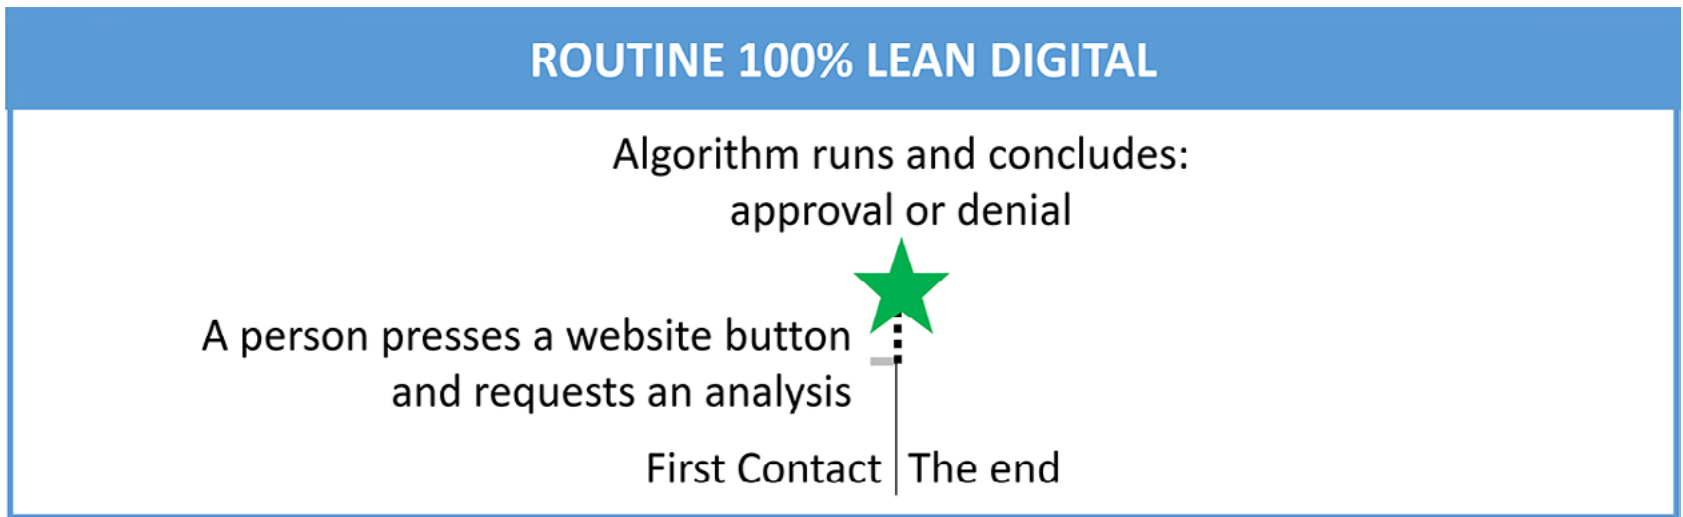 ROUTINE 100% LEAN DIGITAL
Algorithm runs and concludes:
approval or denial
A person presses a website button
and requests an analysis
First Contact
The end